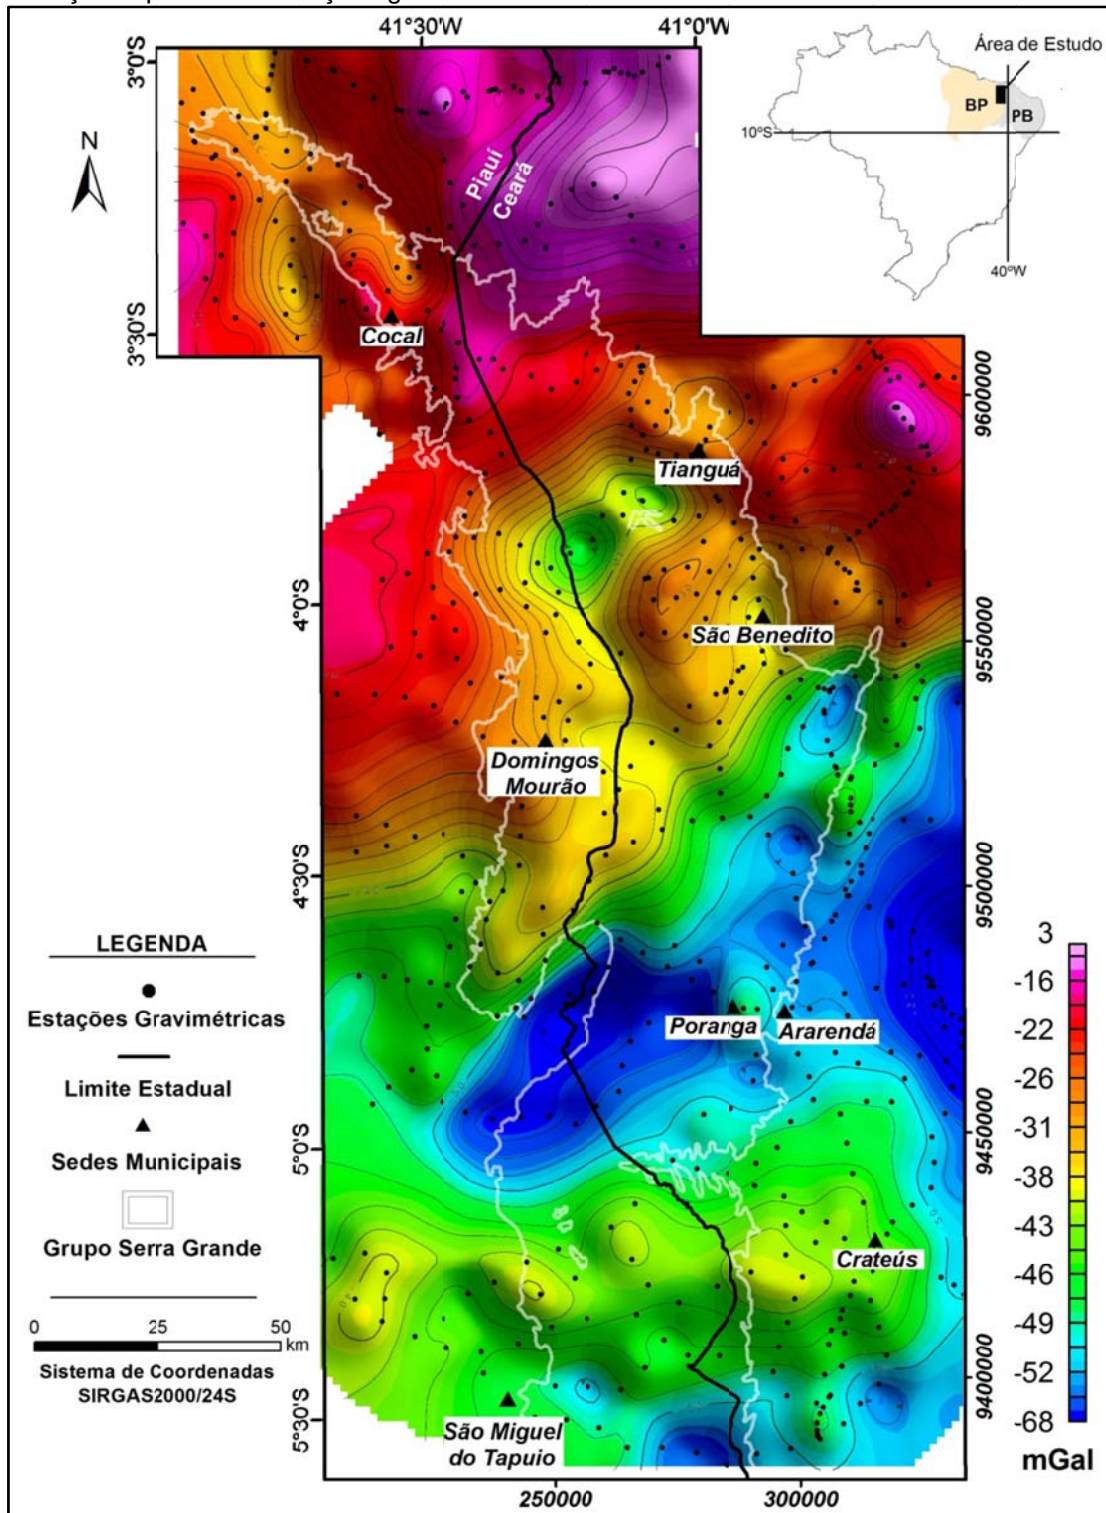 41°30'W
41°0'W
Área de Estudo
BP
PB
10°S
40°W
3°0'S
N
Piauí
Ceará
3°30'S
Cocal
9600000
Tianguá
4°0'S
São Benedito
9550000
Domingos
Mourão
4°30'S
9500000
LEGENDA
Estações Gravimétricas
Limite Estadual
Sedes Municipais
Grupo Serra Grande
0 25 50
km
Sistema de Coordenadas
SIRGAS2000/24S
Poranga
Ararendá
5°0'S
9450000
Crateús
9400000
5°30'S
São Miguel
do Tapuio
250000
300000
3
-16
-22
-26
-31
-38
-43
-46
-49
-52
-68
mGal